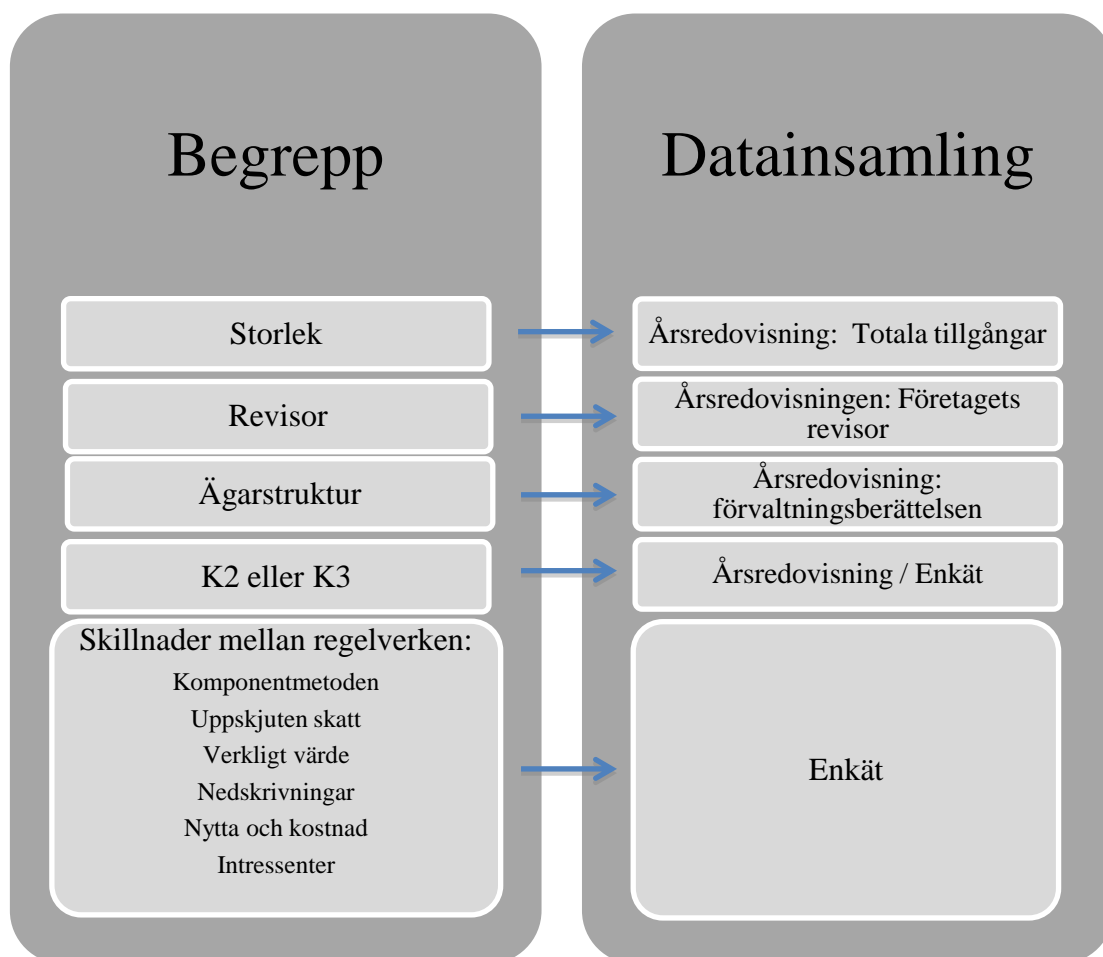 Begrepp
Datainsamling
Storlek
Årsredovisning:  Totala tillgångar
Revisor
Årsredovisningen: Företagets
revisor
Ägarstruktur
Årsredovisning:
förvaltningsberättelsen
K2 eller K3
Årsredovisning / Enkät
Skillnader mellan regelverken:
Komponentmetoden
Uppskjuten skatt
Verkligt värde
Nedskrivningar
Nytta och kostnad
Intressenter
Enkät